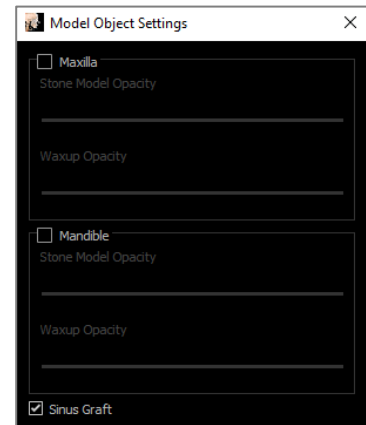 Model Object Settings
Maxilla
Stone Model Opacity
Waxup Opacity
Mandible
Stone Model Opacity
Waxup Opacity
Sinus Graft